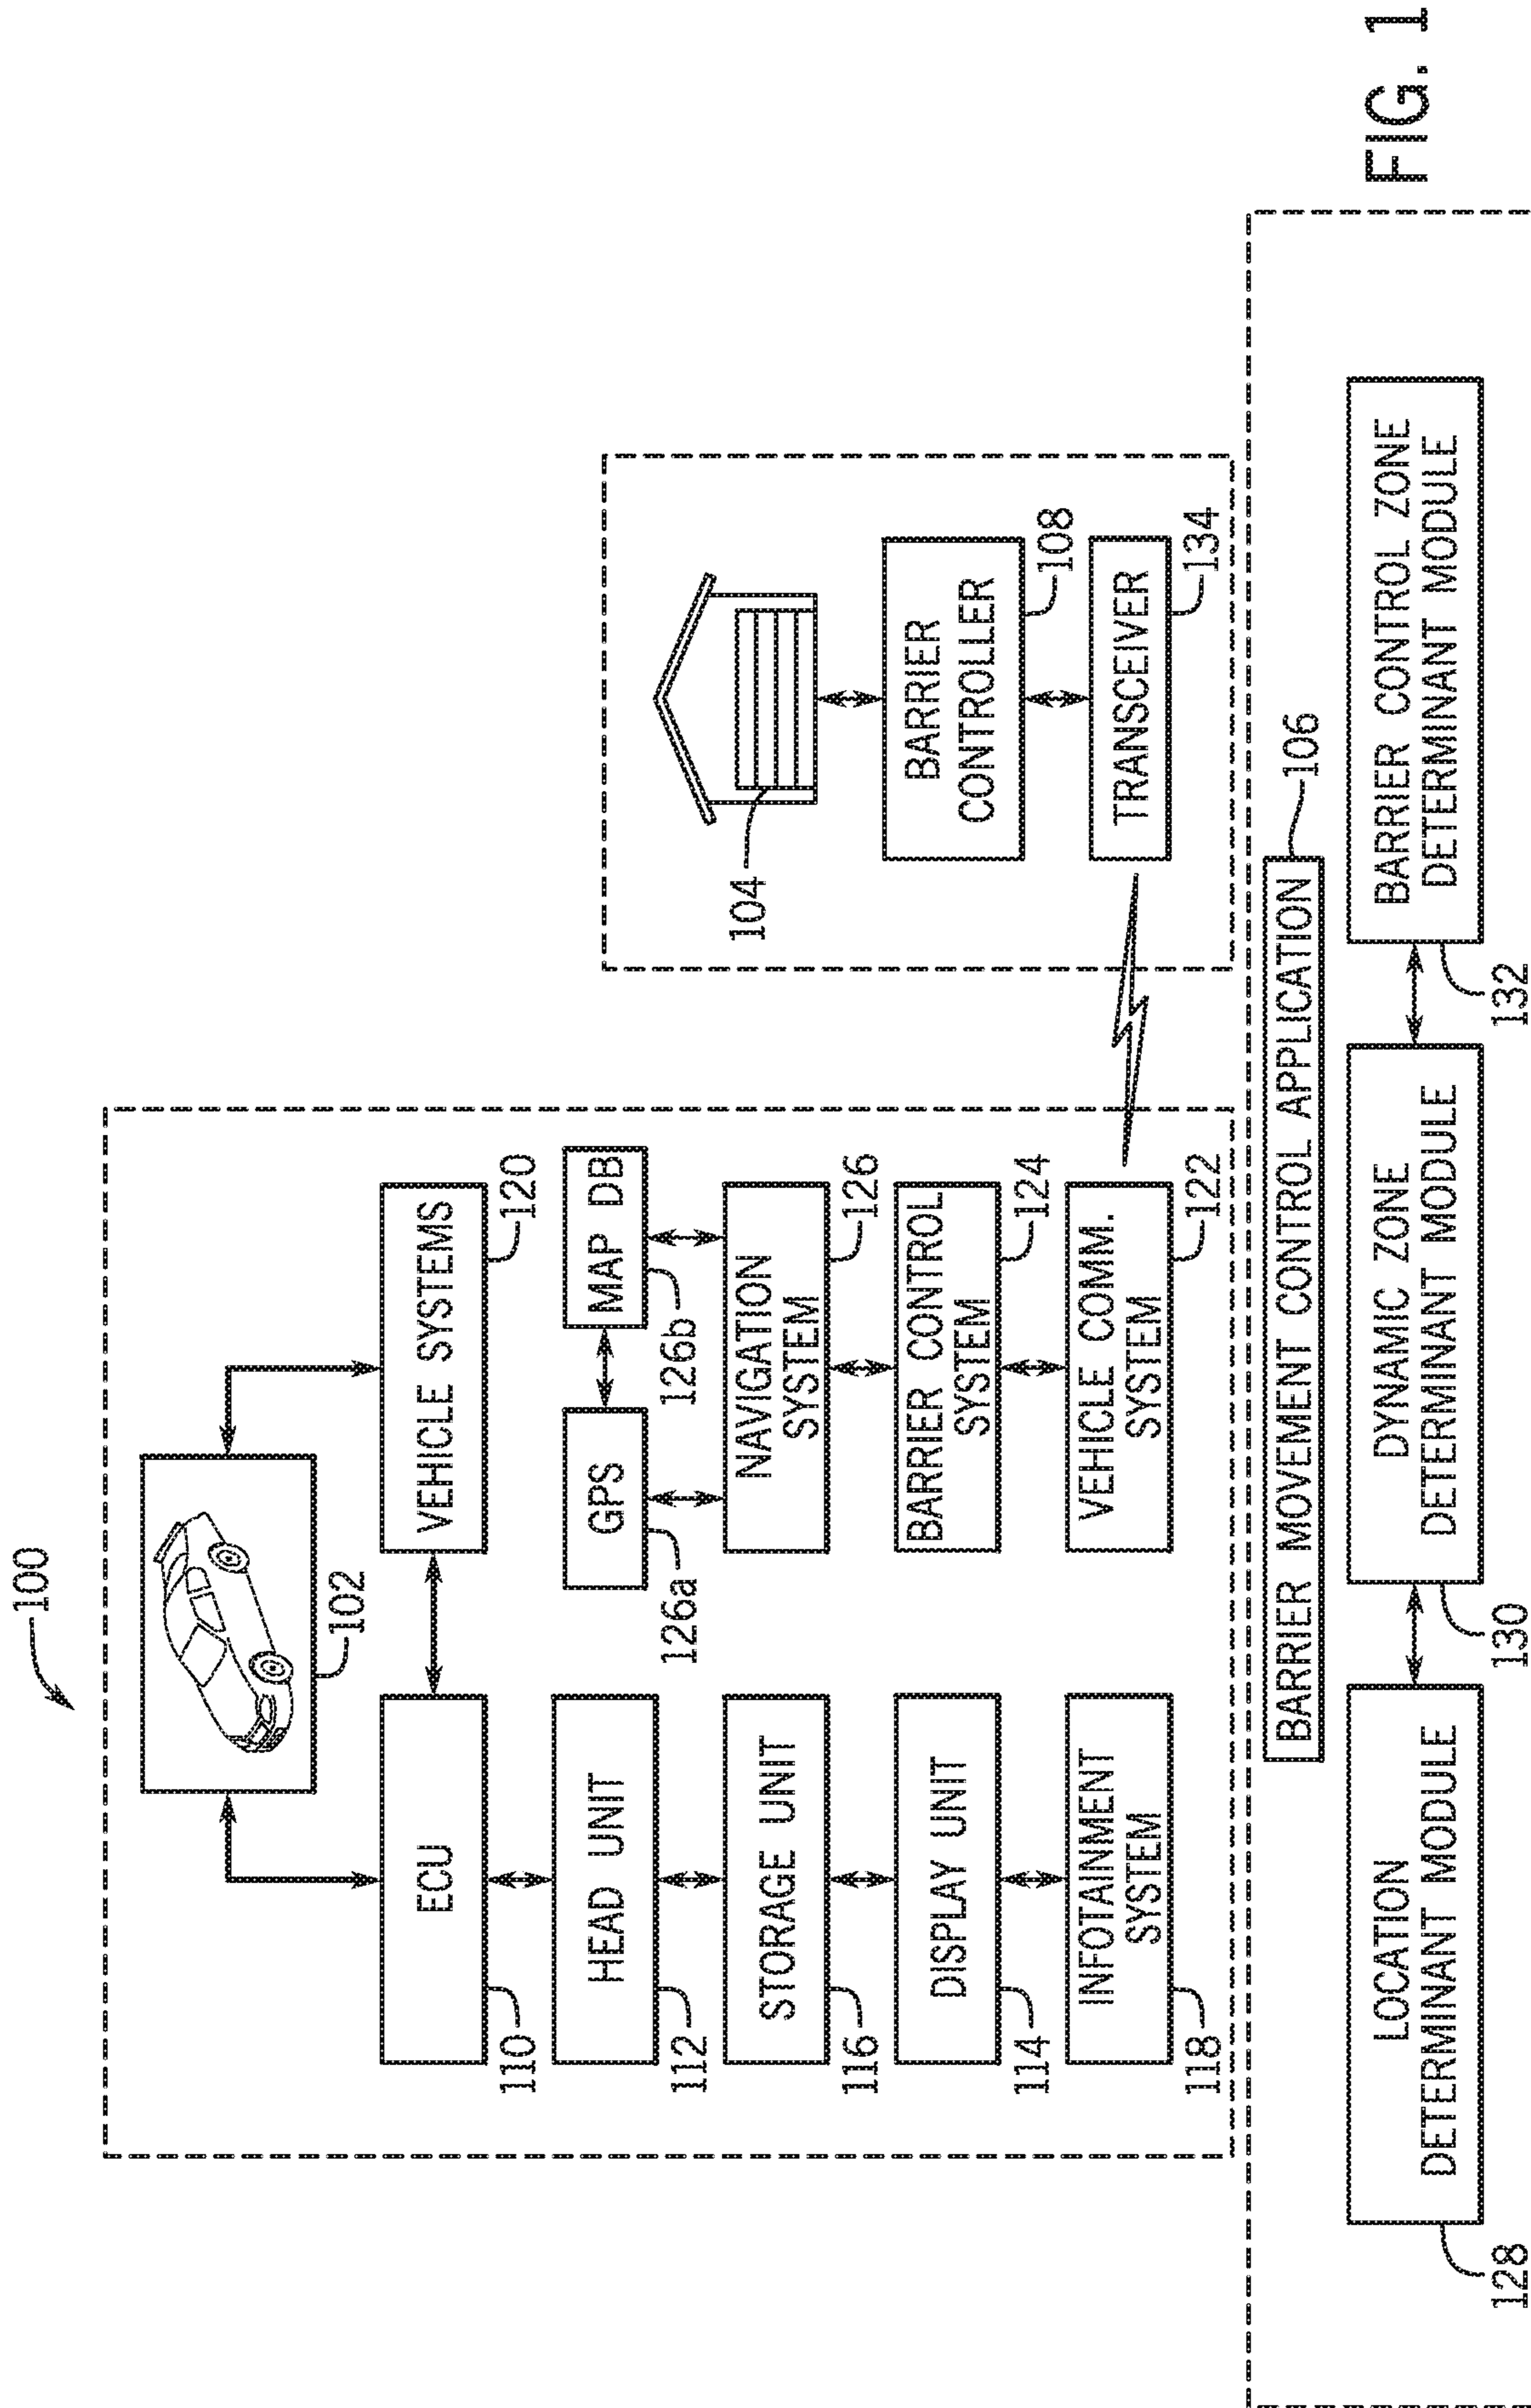 100
102
ECU
110
VEHICLE SYSTEMS
120
HEAD UNIT
112
GPS
126a
MAP DB
126b
STORAGE UNIT
116
NAVIGATION
SYSTEM
126
DISPLAY UNIT
114
BARRIER CONTROL
SYSTEM
124
INFOTAINMENT
SYSTEM
118
VEHICLE COMM.
SYSTEM
122
104
BARRIER
CONTROLLER
108
TRANSCEIVER
134
BARRIER MOVEMENT CONTROL APPLICATION
106
LOCATION
DETERMINANT MODULE
128
DYNAMIC ZONE
DETERMINANT MODULE
130
BARRIER CONTROL ZONE
DETERMINANT MODULE
132
FIG. 1